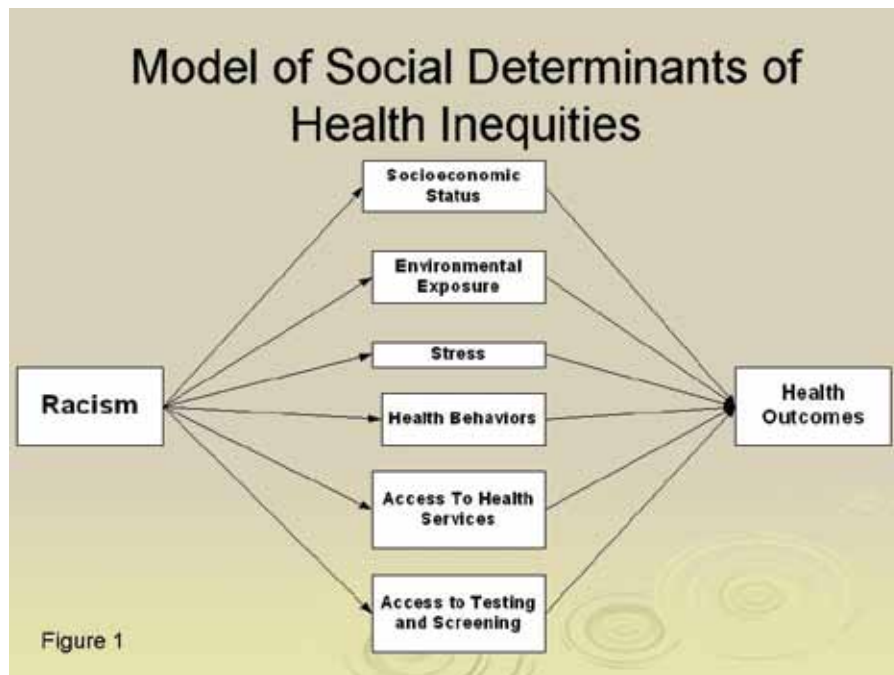 Model of Social Determinants of
Health Inequities
Socioeconomic
Status
Environmental
Exposure
Stress
Racism
Health Behaviors
Health
Outcomes
Access To Health
Services
Access to Testing
and Screening
Figure 1